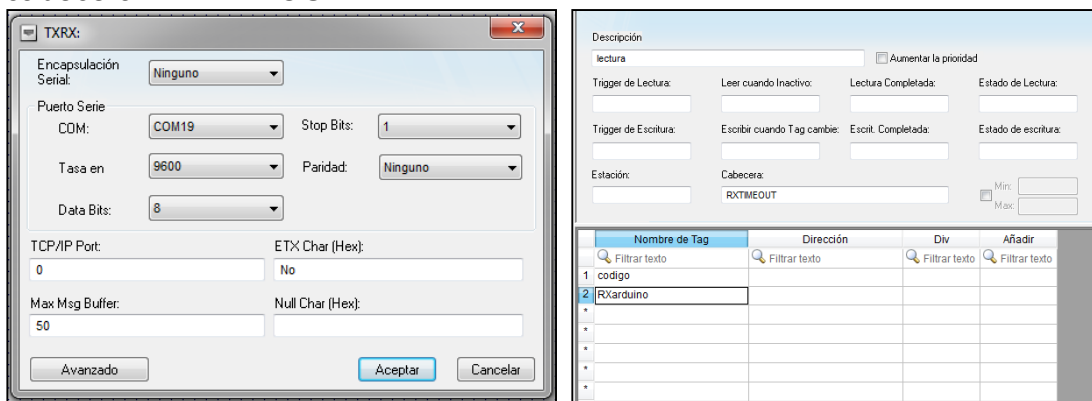 TXRX:
Encapsulación Serial:
Ninguno
Puerto Serie
COM:
COM19
Stop Bits:
1
Tasa en
9600
Paridad:
Ninguno
Data Bits:
8
TCP/IP Port:
ETX Char (Hex):
0
No
Max Msg Buffer:
Null Char (Hex):
50
Avanzado
Aceptar
Cancelar
Descripción
lectura
Aumentar la prioridad
Trigger de Lectura:
Leer cuando Inactivo:
Lectura Completada:
Estado de Lectura:
Trigger de Escritura:
Escribir cuando Tag cambie:
Escrit. Completada:
Estado de escritura:
Estación:
Cabecera:
RXTIMEOUT
Min:
Max:
Nombre de Tag
Dirección
Div
Añadir
Filtrar texto
Filtrar texto
Filtrar texto
Filtrar texto
1 codigo
2 RXarduino
*
*
*
*
*